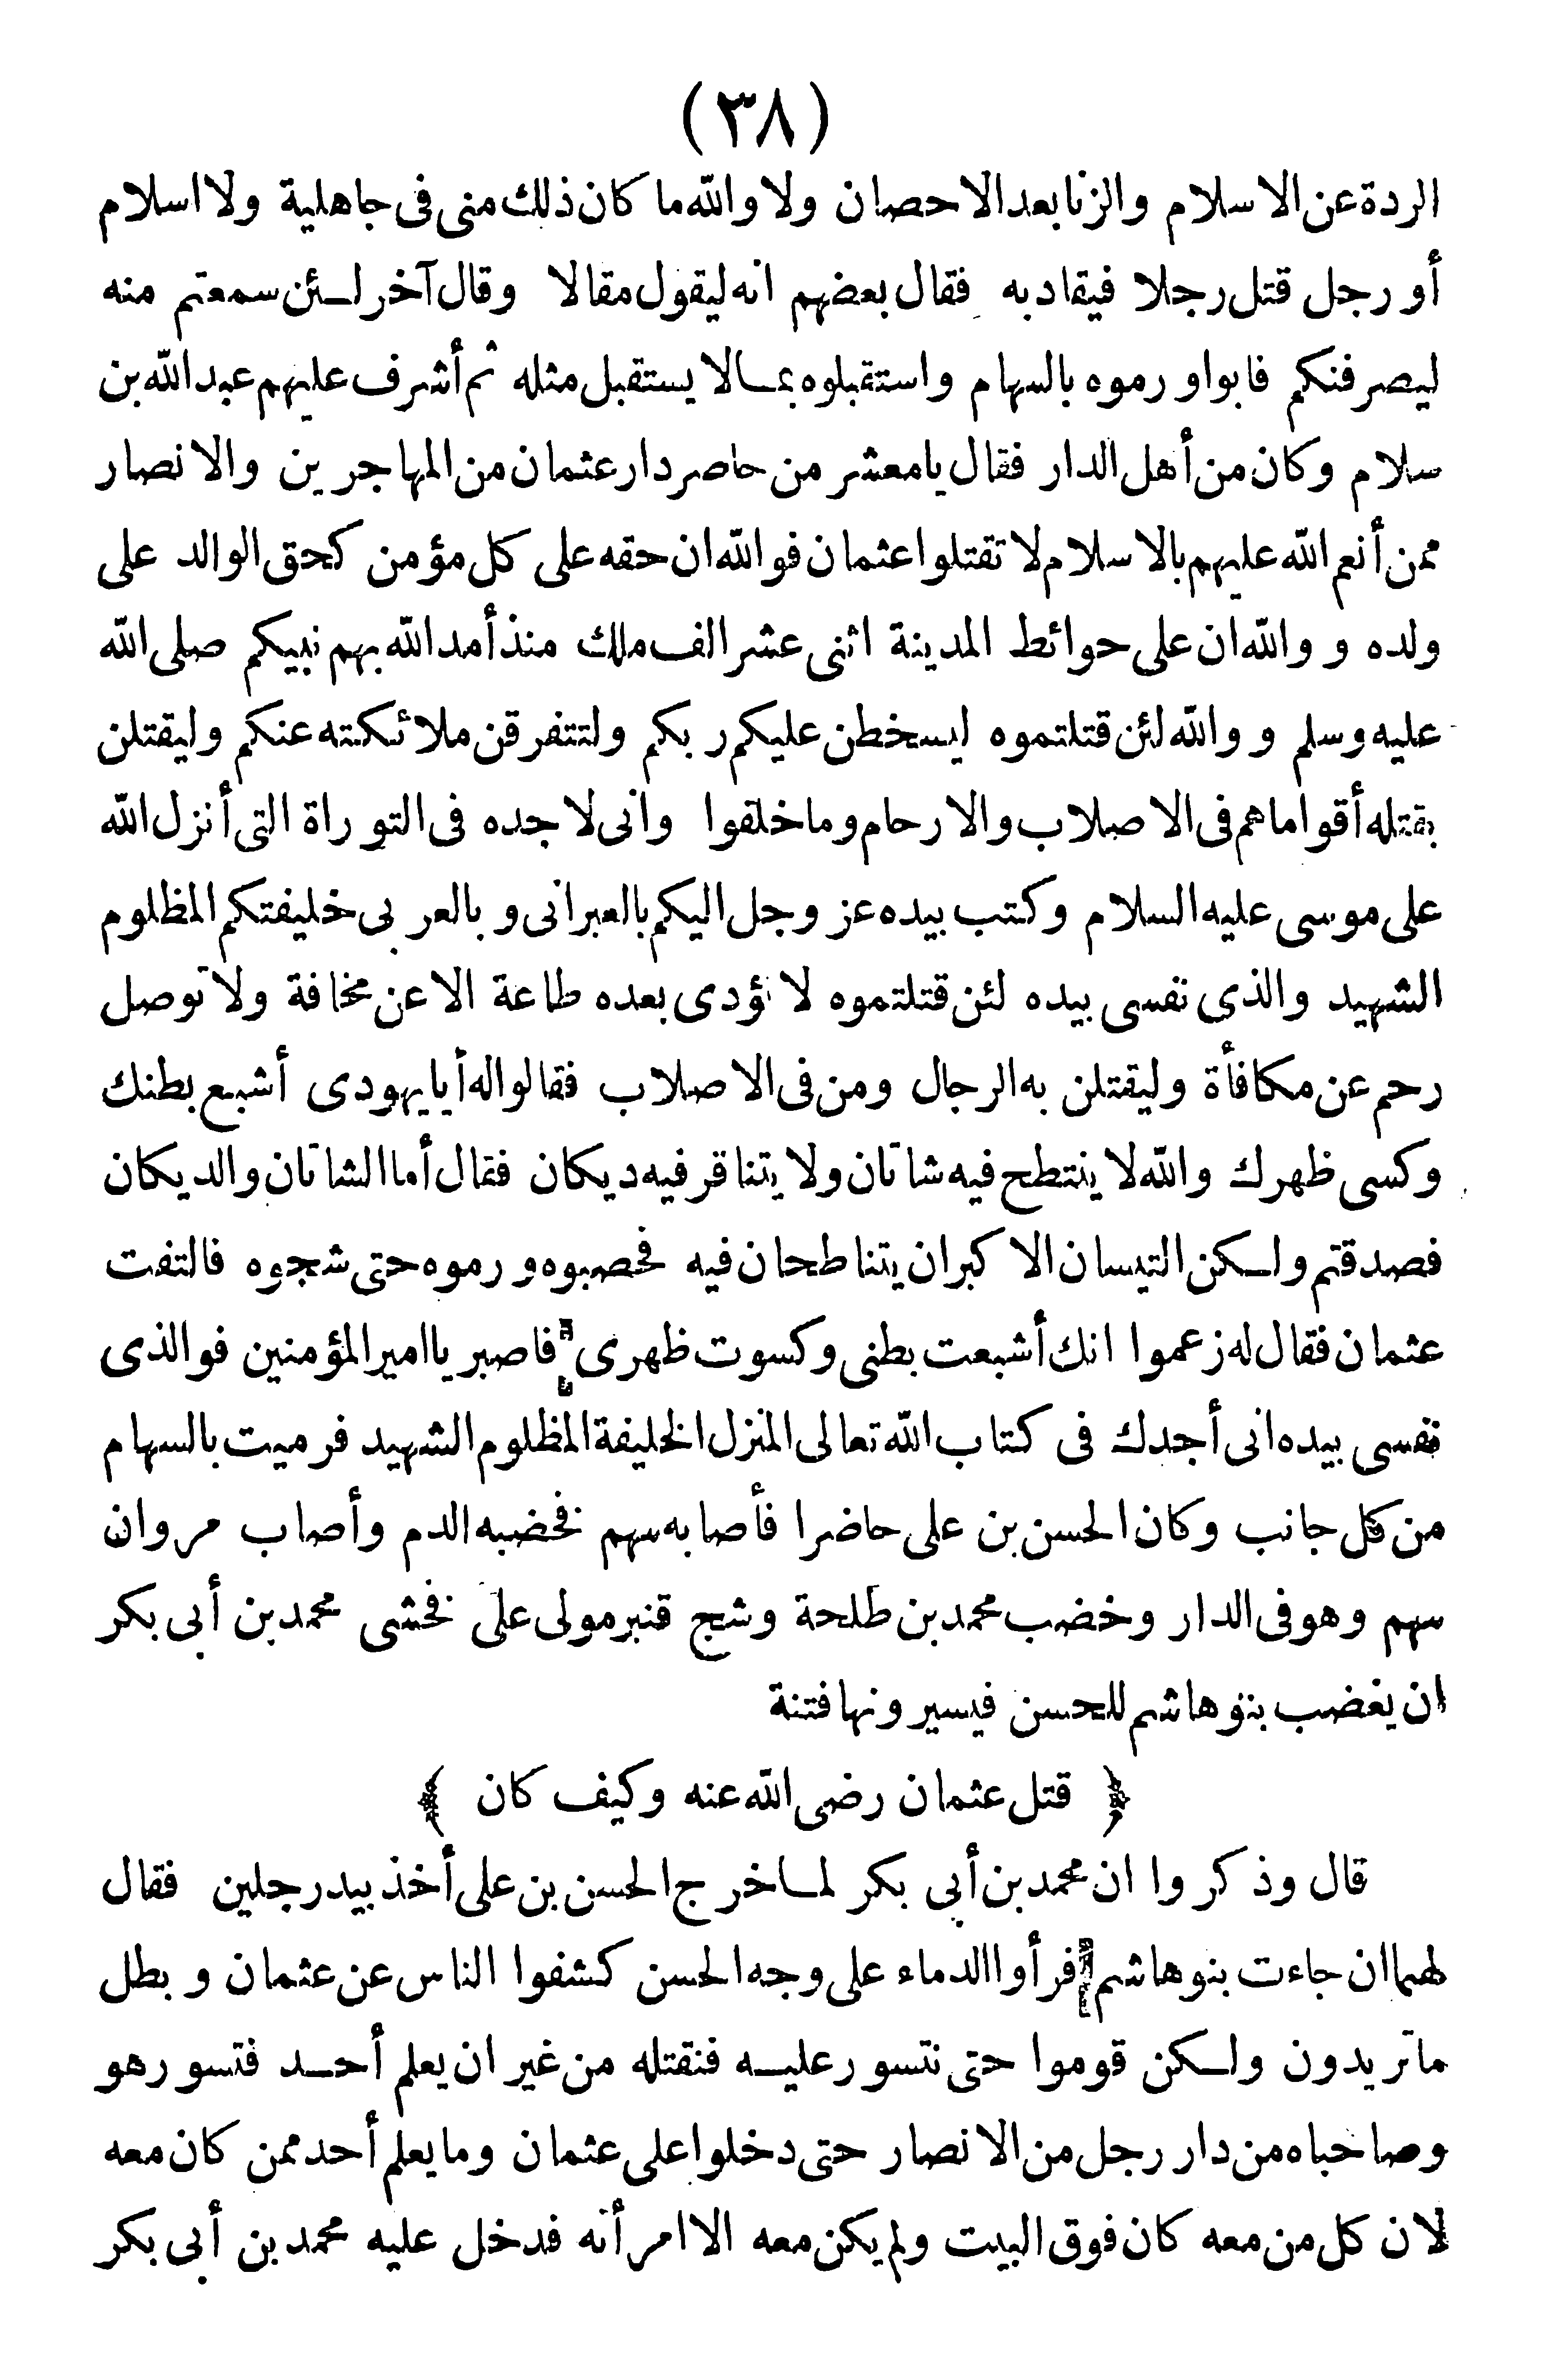 (٣٨)
الردة عن الاسلام والزنا بعد الاحصان ولا والله ما كان ذلك منى فى جاهلية ولا اسلام
أو رجل قتل رجلا فيقاد به فقال بعضهم انه ليقول مقالا وقال آخر لئن سمعتم منه
ليصرفنكم فابوا ورموه بالسهام واستقبلوه بما لا يستقبل مثله ثم أشرف عليهم عبد الله بن
سلام وكان من أهل الدار فقال يا معشر من حاصر دار عثمان من المهاجرين والانصار
ممن أنعم الله عليهم بالاسلام لا تقتلوا عثمان فوالله ان حقه على كل مؤمن كحق الوالد على
ولده و والله ان على حوائط المدينة اثنى عشر الف ملك منذ أمد الله بهم نبيكم صلى الله
عليه وسلم و والله لئن قتلتموه ليسخطن عليكم ربكم ولتتفرقن ملائكته عنكم وليقتلن
بقتله أقواما هم فى الاصلاب والارحام وما خلقوا وانى لاجده فى التوراة التى أنزل الله
على موسى عليه السلام وكتب بيده عز وجل اليكم بالعبرانى و بالعربى خليفتكم المظلوم
الشهيد والذى نفسى بيده لئن قتلتموه لا تؤدى بعده طاعة الا عن مخافة ولا توصل
رحم عن مكافأة وليقتلن به الرجال ومن فى الاصلاب فقالوا له أيا يهودى أشبع بطنك
وكسى ظهرك والله لا ينتطح فيه شاتان ولا يتناقر فيه ديكان فقال أما الشاتان والديكان
فصدقتم ولكن التيسان الا كبران يتناطحان فيه فحصبوه و رموه حتى شجوه فالتفت
عثمان فقال له زعموا انك أشبعت بطنى وكسوت ظهرى فاصبر يا امير المؤمنين فوالذى
نفسى بيده انى أجدك فى كتاب الله تعالى المنزل الخليفة المظلوم الشهيد فرميت بالسهام
من كل جانب وكان الحسن بن على حاضرا فأصابه سهم فخضبه الدم وأصاب مروان
سهم وهو فى الدار وخضب محمد بن طلحة وشج قنبر مولى على فخشى محمد بن أبى بكر
ان يغضب بنو هاشم للحسن فيسيرونها فتنة
﴿ قتل عثمان رضى الله عنه وكيف كان ﴾
قال وذكروا ان محمد بن أبى بكر لما خرج الحسن بن على أخذ بيد رجلين فقال
لهما ان جاءت بنو هاشم فرأوا الدماء على وجه الحسن كشفوا الناس عن عثمان و بطل
ما تريدون ولكن قوموا حتى نتسور عليه فنقتله من غير ان يعلم أحد فتسور هو
وصاحباه من دار رجل من الانصار حتى دخلوا على عثمان وما يعلم أحد ممن كان معه
لان كل من معه كان فوق البيت ولم يكن معه الا امرأته فدخل عليه محمد بن أبى بكر